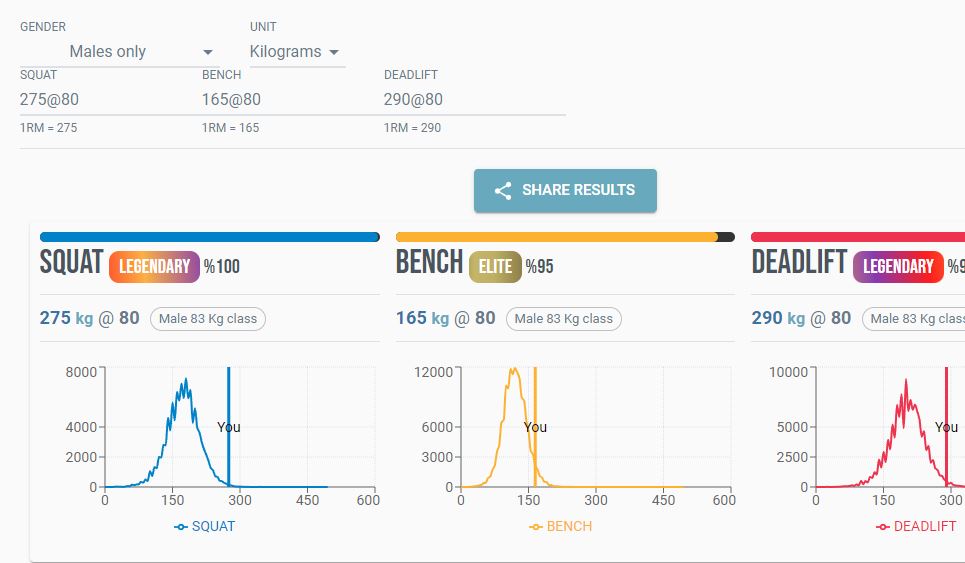 GENDER UNIT
Males only Kilograms
SQUAT BENCH DEADLIFT
275@80 165@80 290@80
1RM = 275 1RM = 165 1RM = 290
SHARE RESULTS
SQUAT LEGENDARY %100
275 kg @ 80 Male 83 Kg class
8000
4000
2000
0
0 150 300 450 600
You
SQUAT
BENCH ELITE %95
165 kg @ 80 Male 83 Kg class
12000
6000
3000
0
0 150 300 450 600
You
BENCH
DEADLIFT LEGENDARY %9
290 kg @ 80 Male 83 Kg class
10000
5000
2500
0
0 150 300
You
DEADLIFT